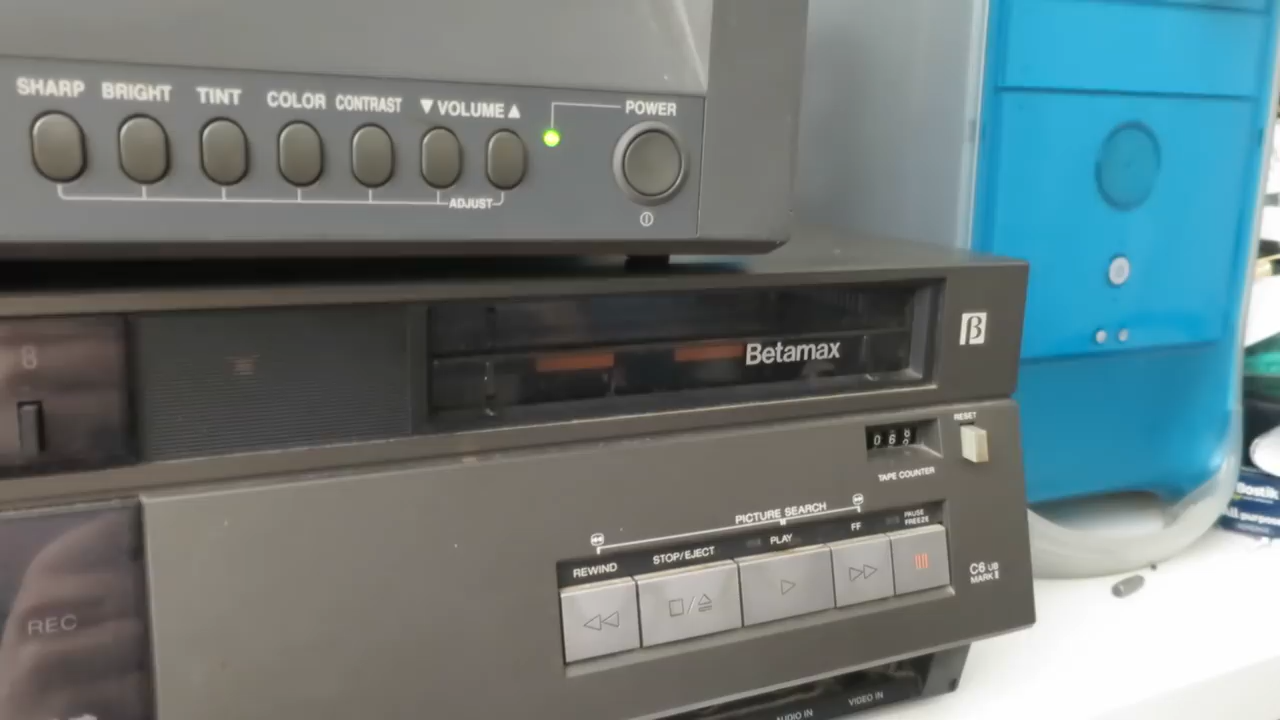 SHARP BRIGHT TINT COLOR CONTRAST ▼ VOLUME ▲ POWER
ADJUST
Betamax
β
8
068
RESET
TAPE COUNTER
PICTURE SEARCH
REWIND STOP/EJECT PLAY FF PAUSE
FREEZE
C6 UB
MARK II
REC
AUDIO IN VIDEO IN
Bostik